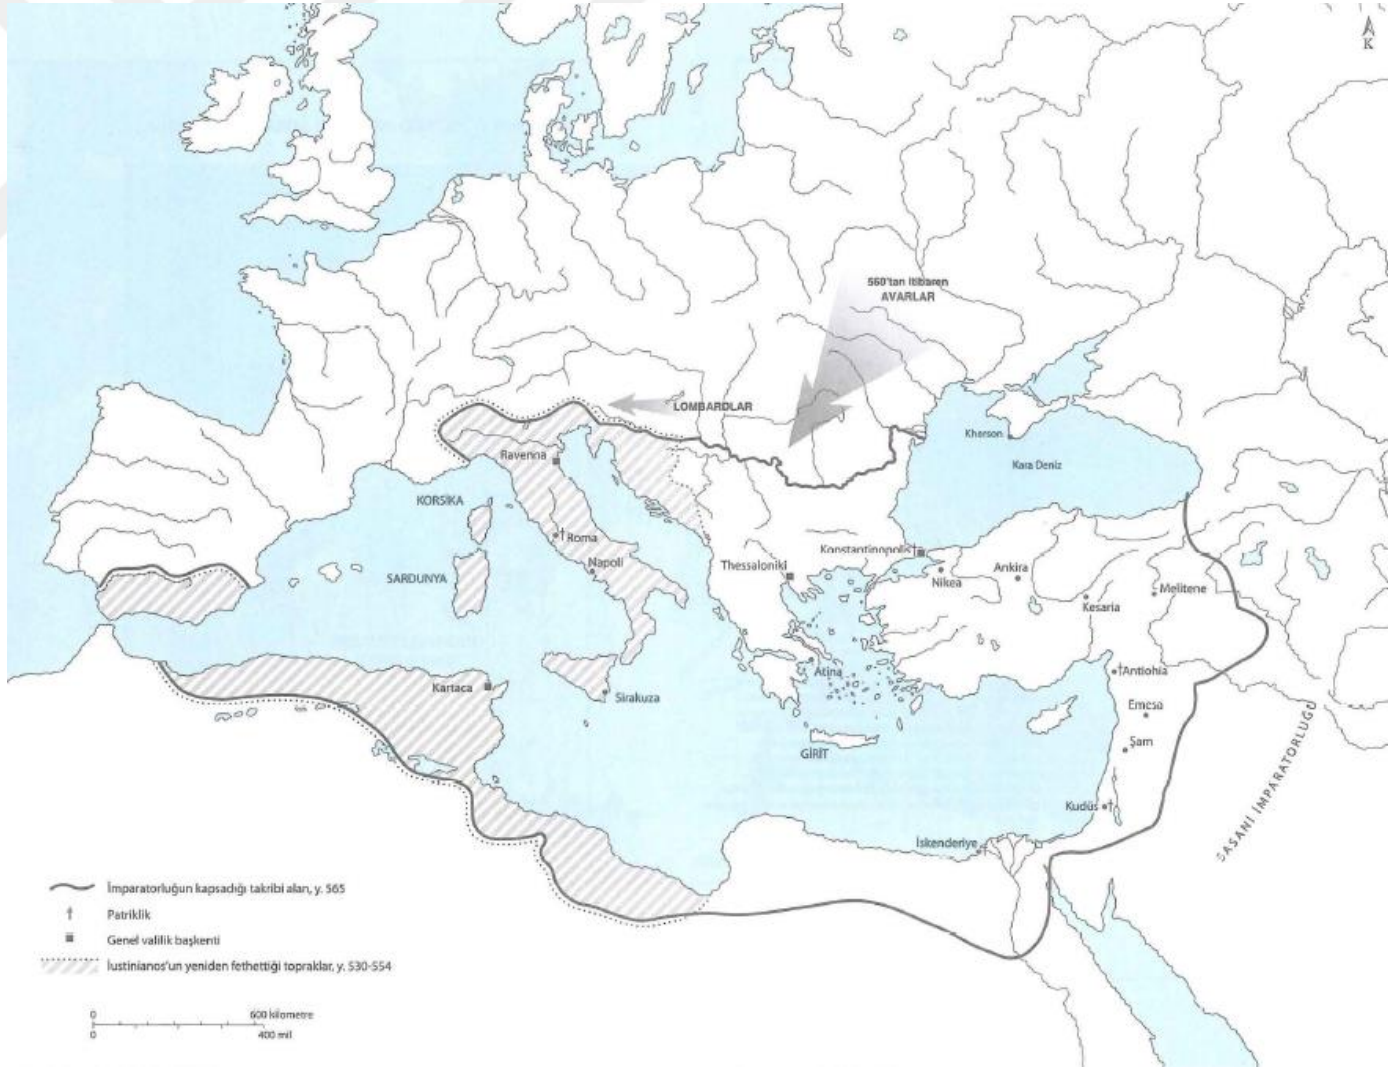 K
560'tan itibaren
AVARLAR
LOMBARDLAR
Kherson
Kara Deniz
Ravenna
KORSİKA
Roma
Napoli
SARDUNYA
Thessaloniki
Konstantinopolis
Nikea
Ankira
Kesaria
Melitene
Kartaca
Sirakuza
Atina
Antiohia
Emesa
Şam
GİRİT
Kudüs
İskenderiye
SASANİ İMPARATORLUĞU
İmparatorluğun kapsadığı takribi alan, y. 565
Patriklik
Genel valilik başkenti
İustinianos'un yeniden fethettiği topraklar, y. 530-554
0 600 kilometre
0 400 mil